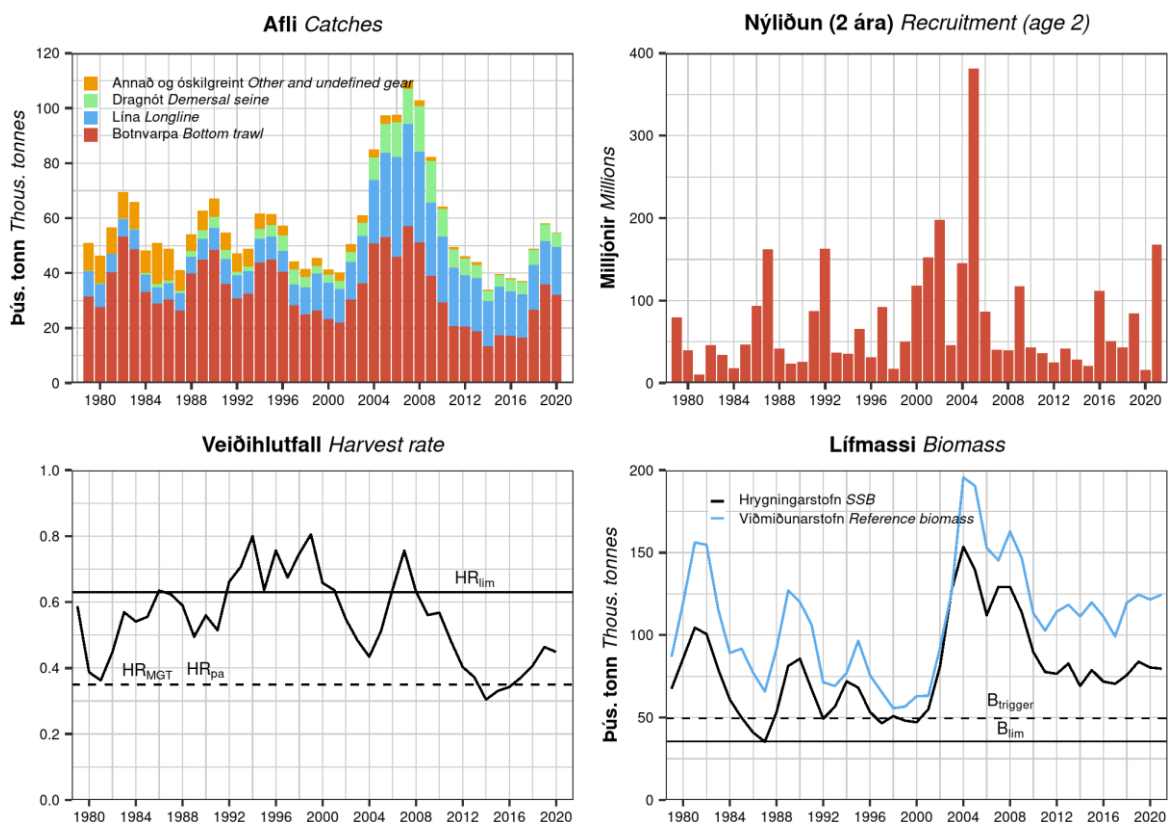 Afli Catches
Þús. tonn Thous. tonnes
120
100
80
60
40
20
0
Annað og óskilgreint Other and undefined gear
Dragnót Demersal seine
Lína Longline
Botnvarpa Bottom trawl
1980 1984 1988 1992 1996 2000 2004 2008 2012 2016 2020
Nýliðun (2 ára) Recruitment (age 2)
Milljónir Millions
400
300
200
100
0
1980 1984 1988 1992 1996 2000 2004 2008 2012 2016 2020
Veiðihlutfall Harvest rate
1.0
0.8
0.6
0.4
0.2
0.0
HRlim
HRMGT HRpa
1980 1984 1988 1992 1996 2000 2004 2008 2012 2016 2020
Lífmassi Biomass
Þús. tonn Thous. tonnes
200
150
100
50
0
Hrygningarstofn SSB
Viðmiðunarstofn Reference biomass
Btrigger
Blim
1980 1984 1988 1992 1996 2000 2004 2008 2012 2016 2020